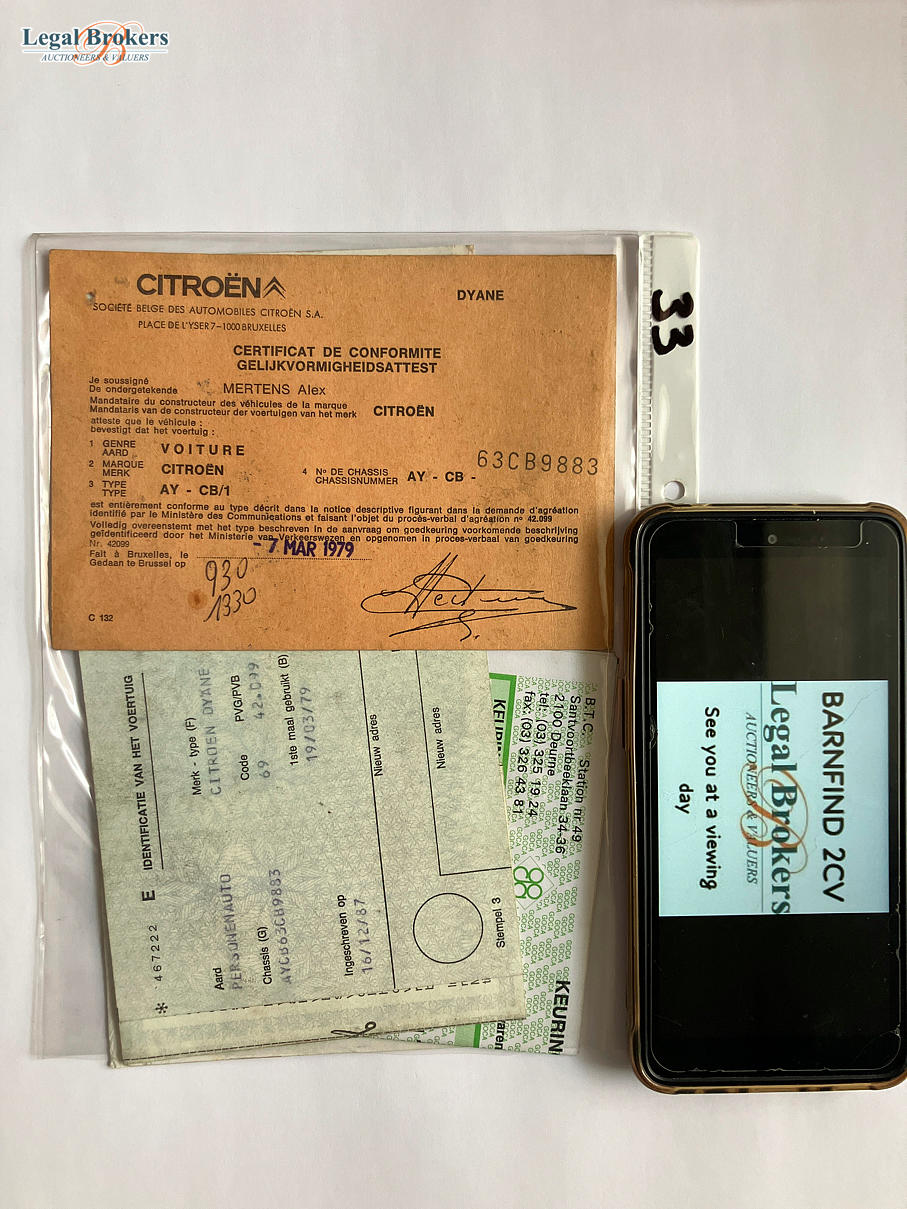 Legal Brokers
AUCTIONEERS & VALUERS
33
CITROËN
DYANE
SOCIÉTÉ BELGE DES AUTOMOBILES CITROËN S.A.
PLACE DE L'YSER 7-1000 BRUXELLES
CERTIFICAT DE CONFORMITE
GELIJKVORMIGHEIDSATTEST
Je soussigné
De ondergetekende MERTENS Alex
Mandataire du constructeur des véhicules de la marque
Mandataris van de constructeur der voertuigen van het merk CITROËN
atteste que le véhicule :
bevestigt dat het voertuig :
1 GENRE
AARD VOITURE
2 MARQUE
MERK CITROËN
3 TYPE
TYPE AY - CB/1
4 N° DE CHASSIS
CHASSISNUMMER AY - CB - 63CB9883
est entièrement conforme au type décrit dans la notice descriptive figurant dans la demande d'agréation
identifié par le Ministère des Communications et faisant l'objet du procès-verbal d'agréation n° 42.099
Volledig overeenstemt met het type beschreven in de aanvraag om goedkeuring voorkomende beschrijving
geïdentificeerd door het Ministerie van Verkeerswezen en opgenomen in proces-verbaal van goedkeuring
Nr. 42099
Fait à Bruxelles, le
Gedaan te Brussel op - 7 MAR 1979
930
1330
C 132
* 467222 E IDENTIFICATIE VAN HET VOERTUIG
Aard
PERSONENAUTO
Merk - type (F)
CITROEN DYANE
Chassis (G)
AYCB63CB9883
Code
69
PVG/PVB
42.099
1ste maal gebruikt (B)
19/03/79
Ingeschreven op
16/12/87
Nieuw adres
Nieuw adres
Stempel 3
KEURIN
B.T.C. Station nr.49
Santvoortbeeklaan 34-36
2100 Deurne
tel: (03) 325 19 24
fax: (03) 326 43 81
GOCA
KEURIN
BARNFIND 2CV
Legal Brokers
AUCTIONEERS & VALUERS
See you at a viewing
day